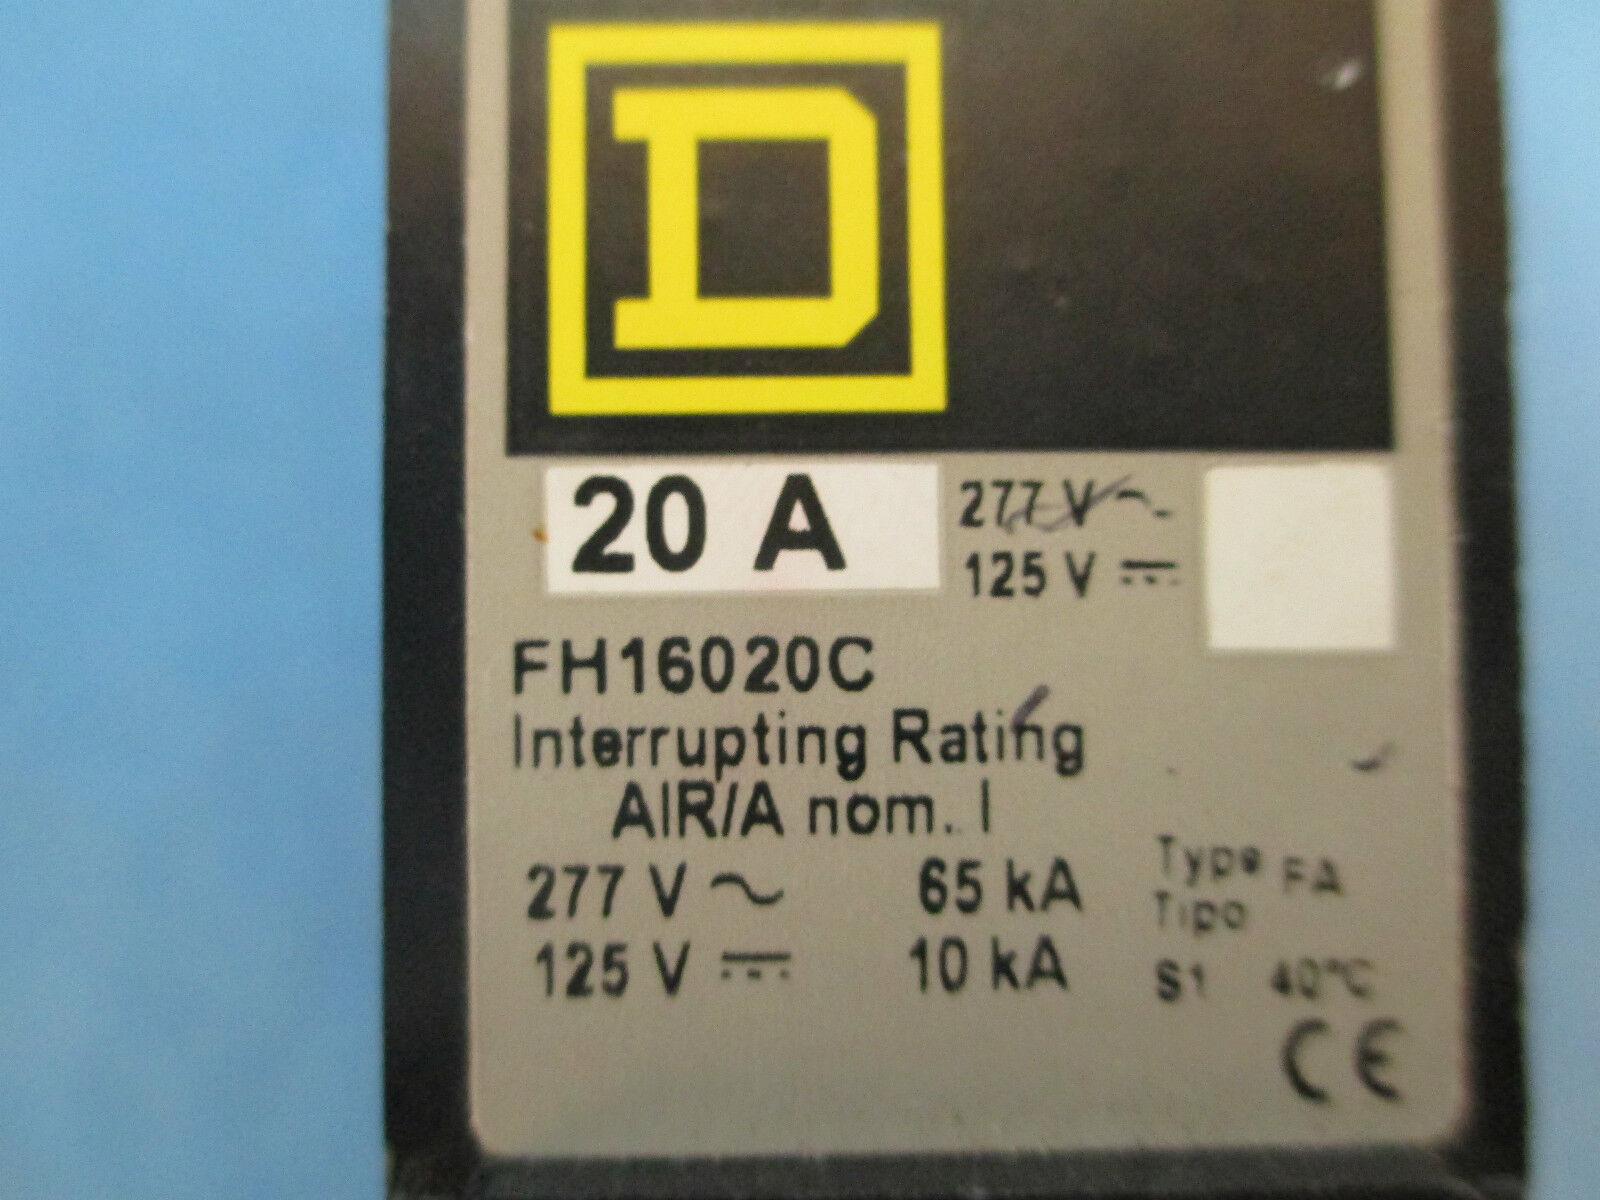 D
20 A
277 V ~
125 V ⎓
FH16020C
Interrupting Rating
AIR/A nom. I
277 V ~ 65 kA
125 V ⎓ 10 kA
Type FA
Tipo
S1 40°C
CE